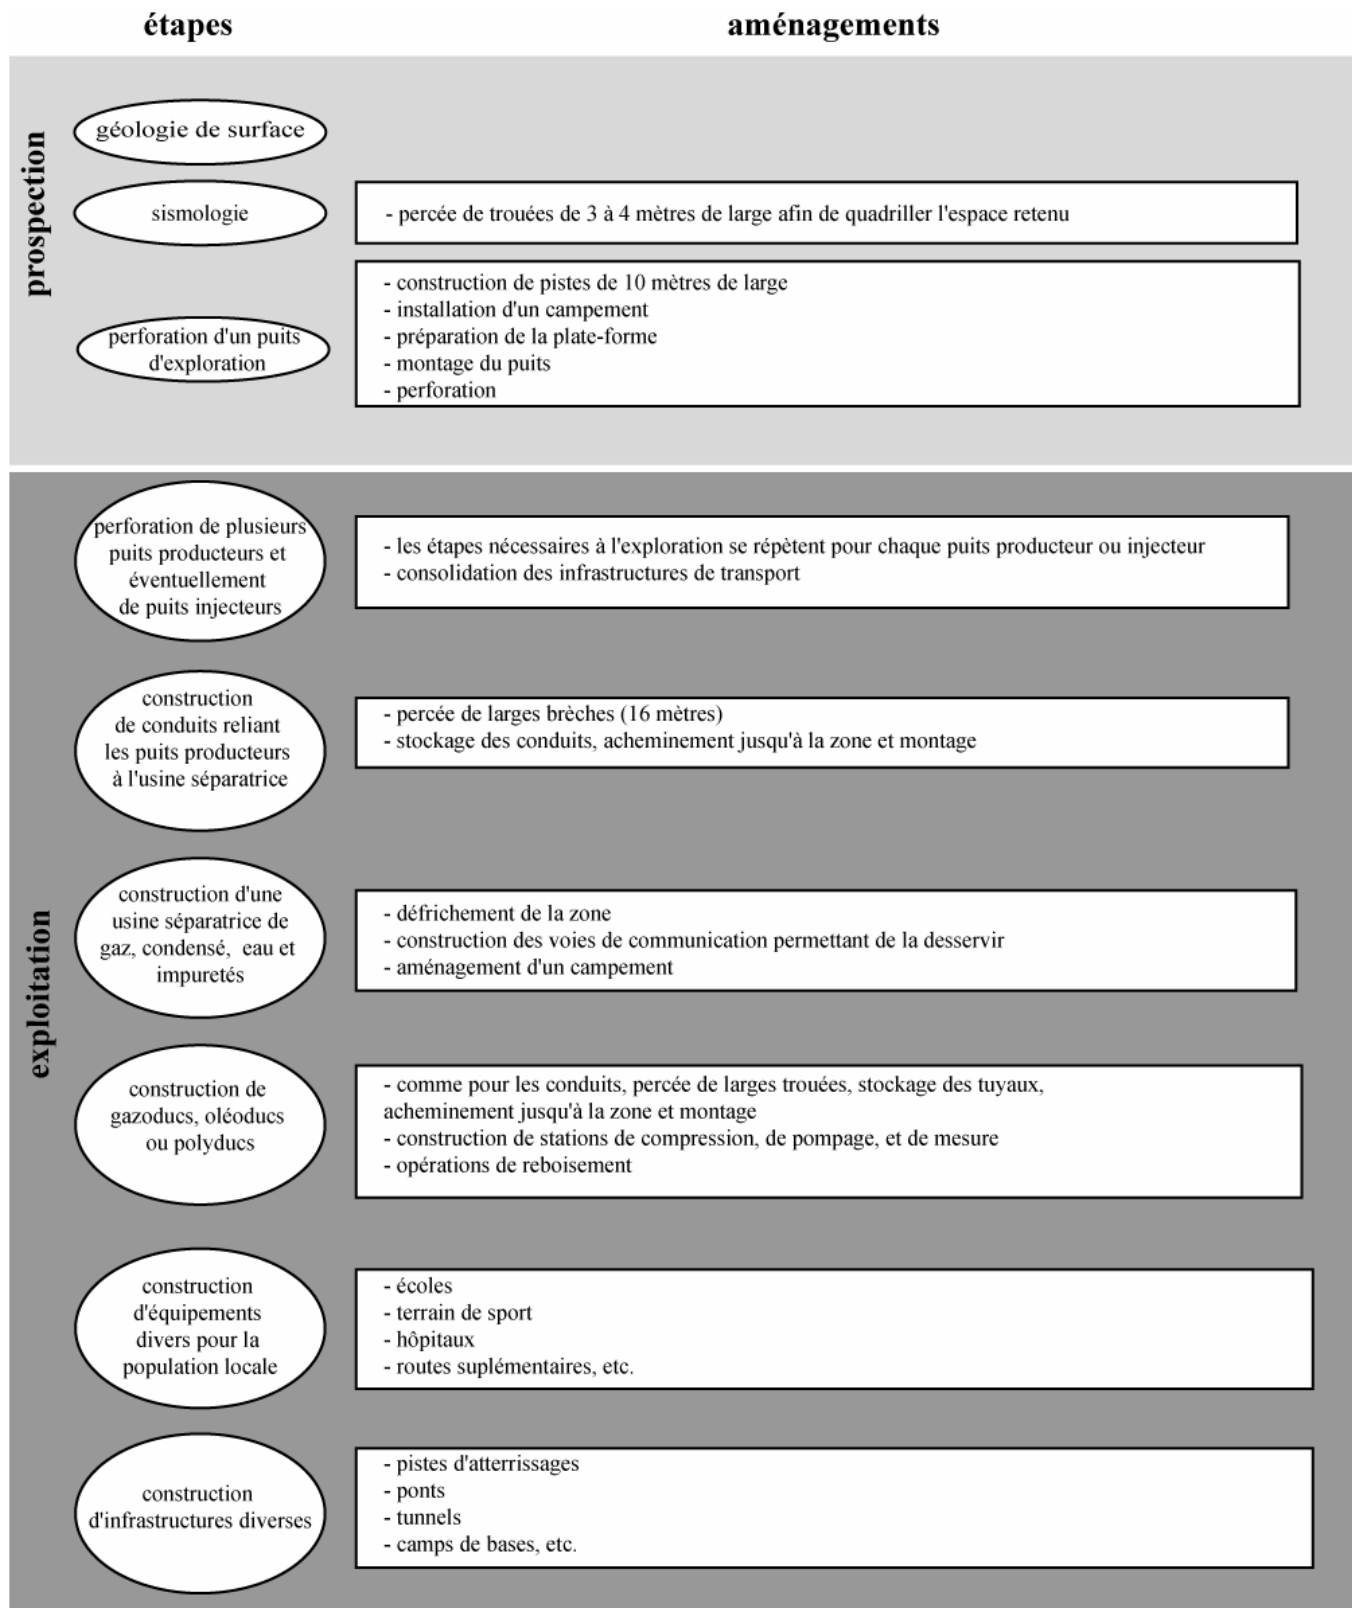 étapes
aménagements
prospection
géologie de surface
sismologie
- percée de trouées de 3 à 4 mètres de large afin de quadriller l'espace retenu
perforation d'un puits
d'exploration
- construction de pistes de 10 mètres de large
- installation d'un campement
- préparation de la plate-forme
- montage du puits
- perforation
exploitation
perforation de plusieurs
puits producteurs et
éventuellement
de puits injecteurs
- les étapes nécessaires à l'exploration se répètent pour chaque puits producteur ou injecteur
- consolidation des infrastructures de transport
construction
de conduits reliant
les puits producteurs
à l'usine séparatrice
- percée de larges brèches (16 mètres)
- stockage des conduits, acheminement jusqu'à la zone et montage
construction d'une
usine séparatrice de
gaz, condensé, eau et
impuretés
- défrichement de la zone
- construction des voies de communication permettant de la desservir
- aménagement d'un campement
construction de
gazoducs, oléoducs
ou polyducs
- comme pour les conduits, percée de larges trouées, stockage des tuyaux,
acheminement jusqu'à la zone et montage
- construction de stations de compression, de pompage, et de mesure
- opérations de reboisement
construction
d'équipements
divers pour la
population locale
- écoles
- terrain de sport
- hôpitaux
- routes suplémentaires, etc.
construction
d'infrastructures diverses
- pistes d'atterrissages
- ponts
- tunnels
- camps de bases, etc.